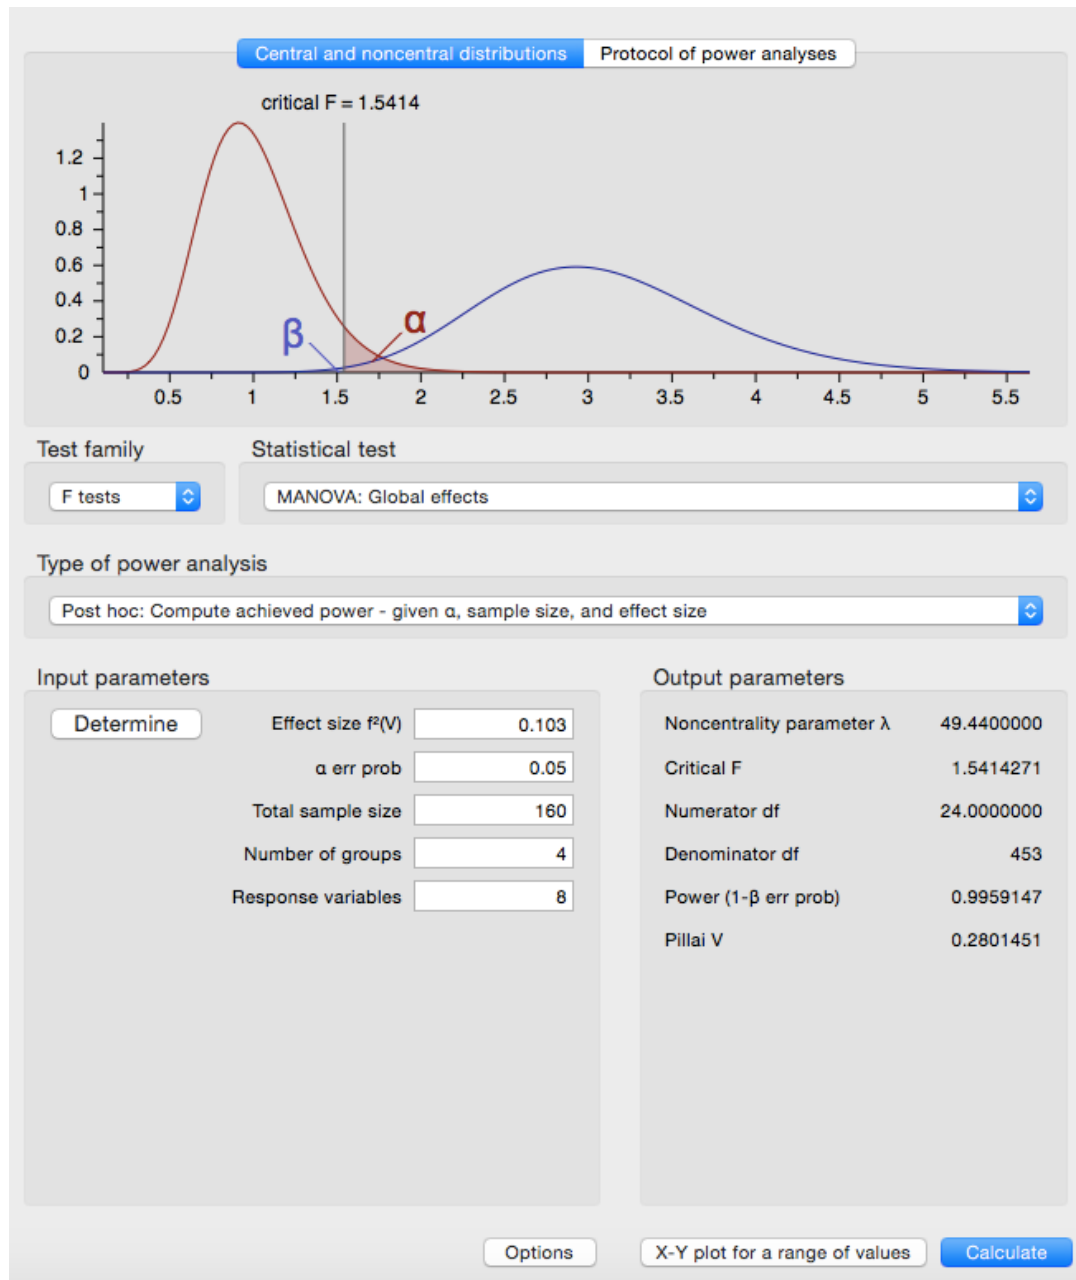 Central and noncentral distributions Protocol of power analyses
critical F = 1.5414
1.2
1
0.8
0.6
0.4
0.2
0
β
α
0.5 1 1.5 2 2.5 3 3.5 4 4.5 5 5.5
Test family Statistical test
F tests MANOVA: Global effects
Type of power analysis
Post hoc: Compute achieved power - given α, sample size, and effect size
Input parameters Output parameters
Determine Effect size f²(V) 0.103 Noncentrality parameter λ 49.4400000
α err prob 0.05 Critical F 1.5414271
Total sample size 160 Numerator df 24.0000000
Number of groups 4 Denominator df 453
Response variables 8 Power (1-β err prob) 0.9959147
Pillai V 0.2801451
Options X-Y plot for a range of values Calculate